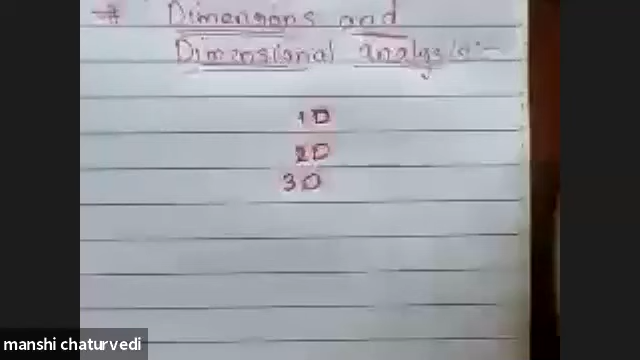 → Dimensions and
Dimensional analysis :-
1D
2D
3D
manshi chaturvedi